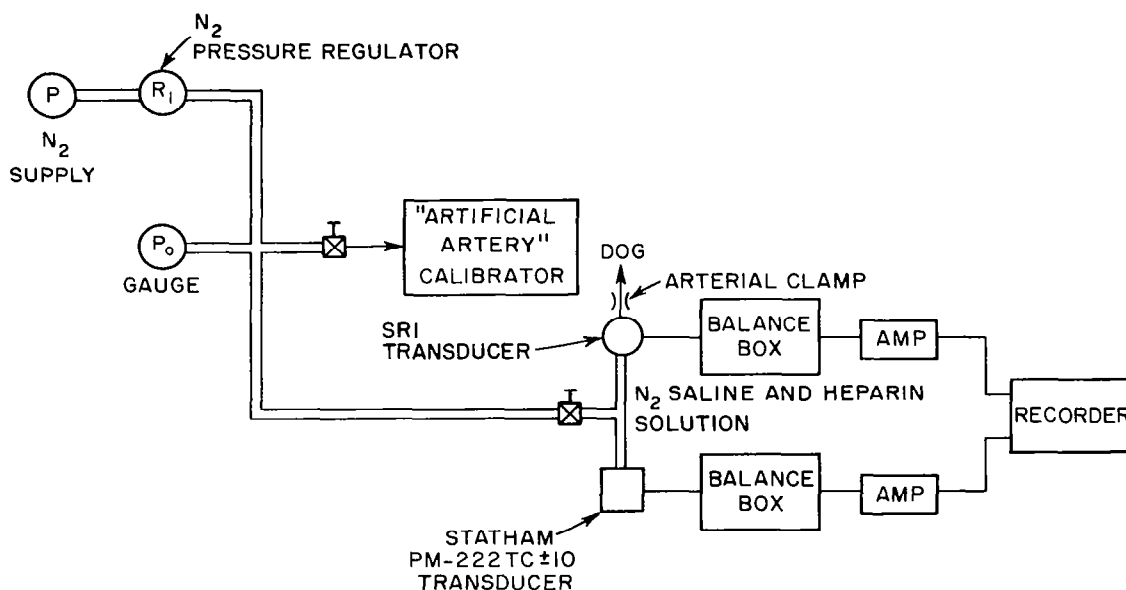 N₂
PRESSURE REGULATOR
P
R₁
N₂
SUPPLY
P₀
GAUGE
"ARTIFICIAL
ARTERY"
CALIBRATOR
DOG
ARTERIAL CLAMP
SRI
TRANSDUCER
BALANCE
BOX
AMP
N₂ SALINE AND HEPARIN
SOLUTION
RECORDER
BALANCE
BOX
AMP
STATHAM
PM-222TC±10
TRANSDUCER